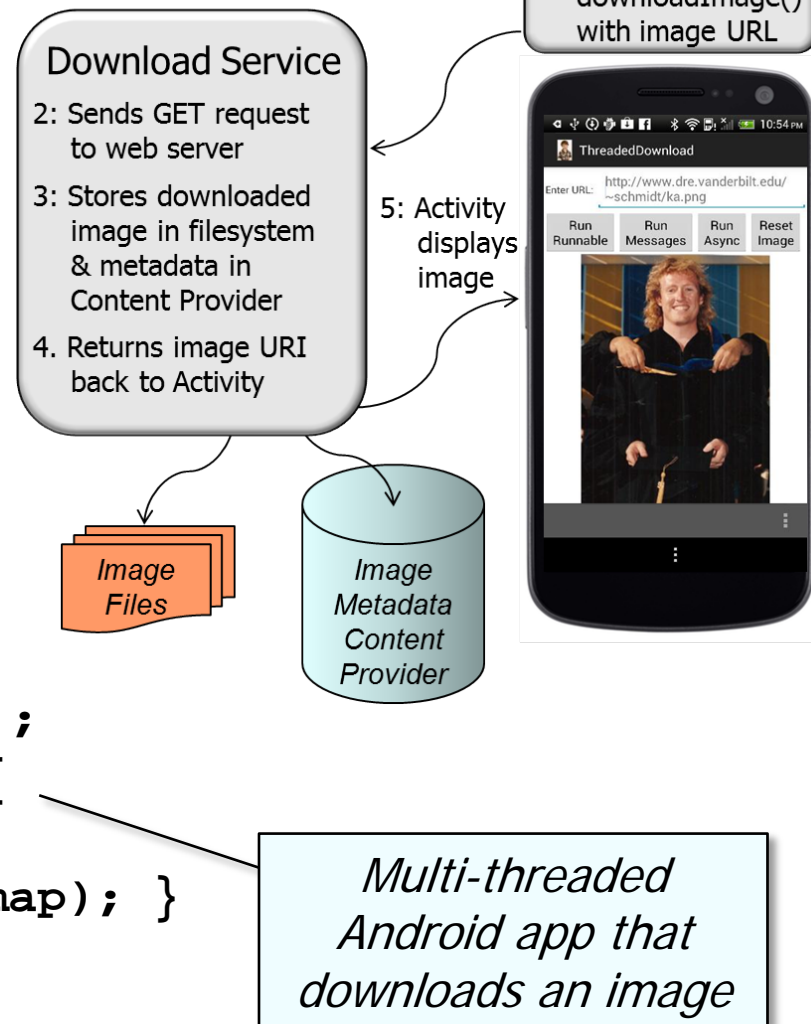 downloadImage()
with image URL
Download Service
2: Sends GET request
to web server
3: Stores downloaded
image in filesystem
& metadata in
Content Provider
4. Returns image URI
back to Activity
5: Activity
displays
image
10:54 PM
ThreadedDownload
Enter URL:
http://www.dre.vanderbilt.edu/
~schmidt/ka.png
Run
Runnable
Run
Messages
Run
Async
Reset
Image
Image
Files
Image
Metadata
Content
Provider
;
map); }
Multi-threaded
Android app that
downloads an image